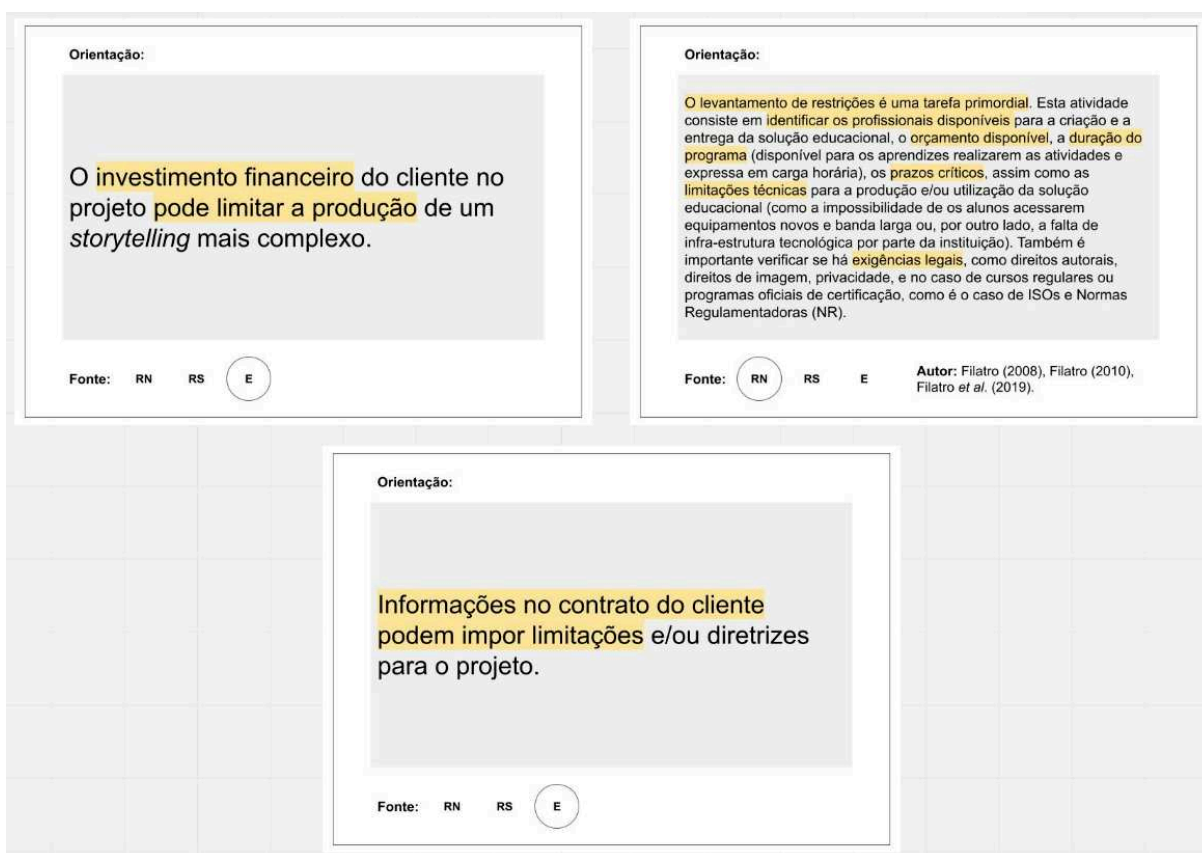 Orientação:
O investimento financeiro do cliente no
projeto pode limitar a produção de um
storytelling mais complexo.
Fonte: RN RS E
Orientação:
O levantamento de restrições é uma tarefa primordial. Esta atividade
consiste em identificar os profissionais disponíveis para a criação e a
entrega da solução educacional, o orçamento disponível, a duração do
programa (disponível para os aprendizes realizarem as atividades e
expressa em carga horária), os prazos críticos, assim como as
limitações técnicas para a produção e/ou utilização da solução
educacional (como a impossibilidade de os alunos acessarem
equipamentos novos e banda larga ou, por outro lado, a falta de
infra-estrutura tecnológica por parte da instituição). Também é
importante verificar se há exigências legais, como direitos autorais,
direitos de imagem, privacidade, e no caso de cursos regulares ou
programas oficiais de certificação, como é o caso de ISOs e Normas
Regulamentadoras (NR).
Fonte: RN RS E
Autor: Filatro (2008), Filatro (2010),
Filatro et al. (2019).
Orientação:
Informações no contrato do cliente
podem impor limitações e/ou diretrizes
para o projeto.
Fonte: RN RS E